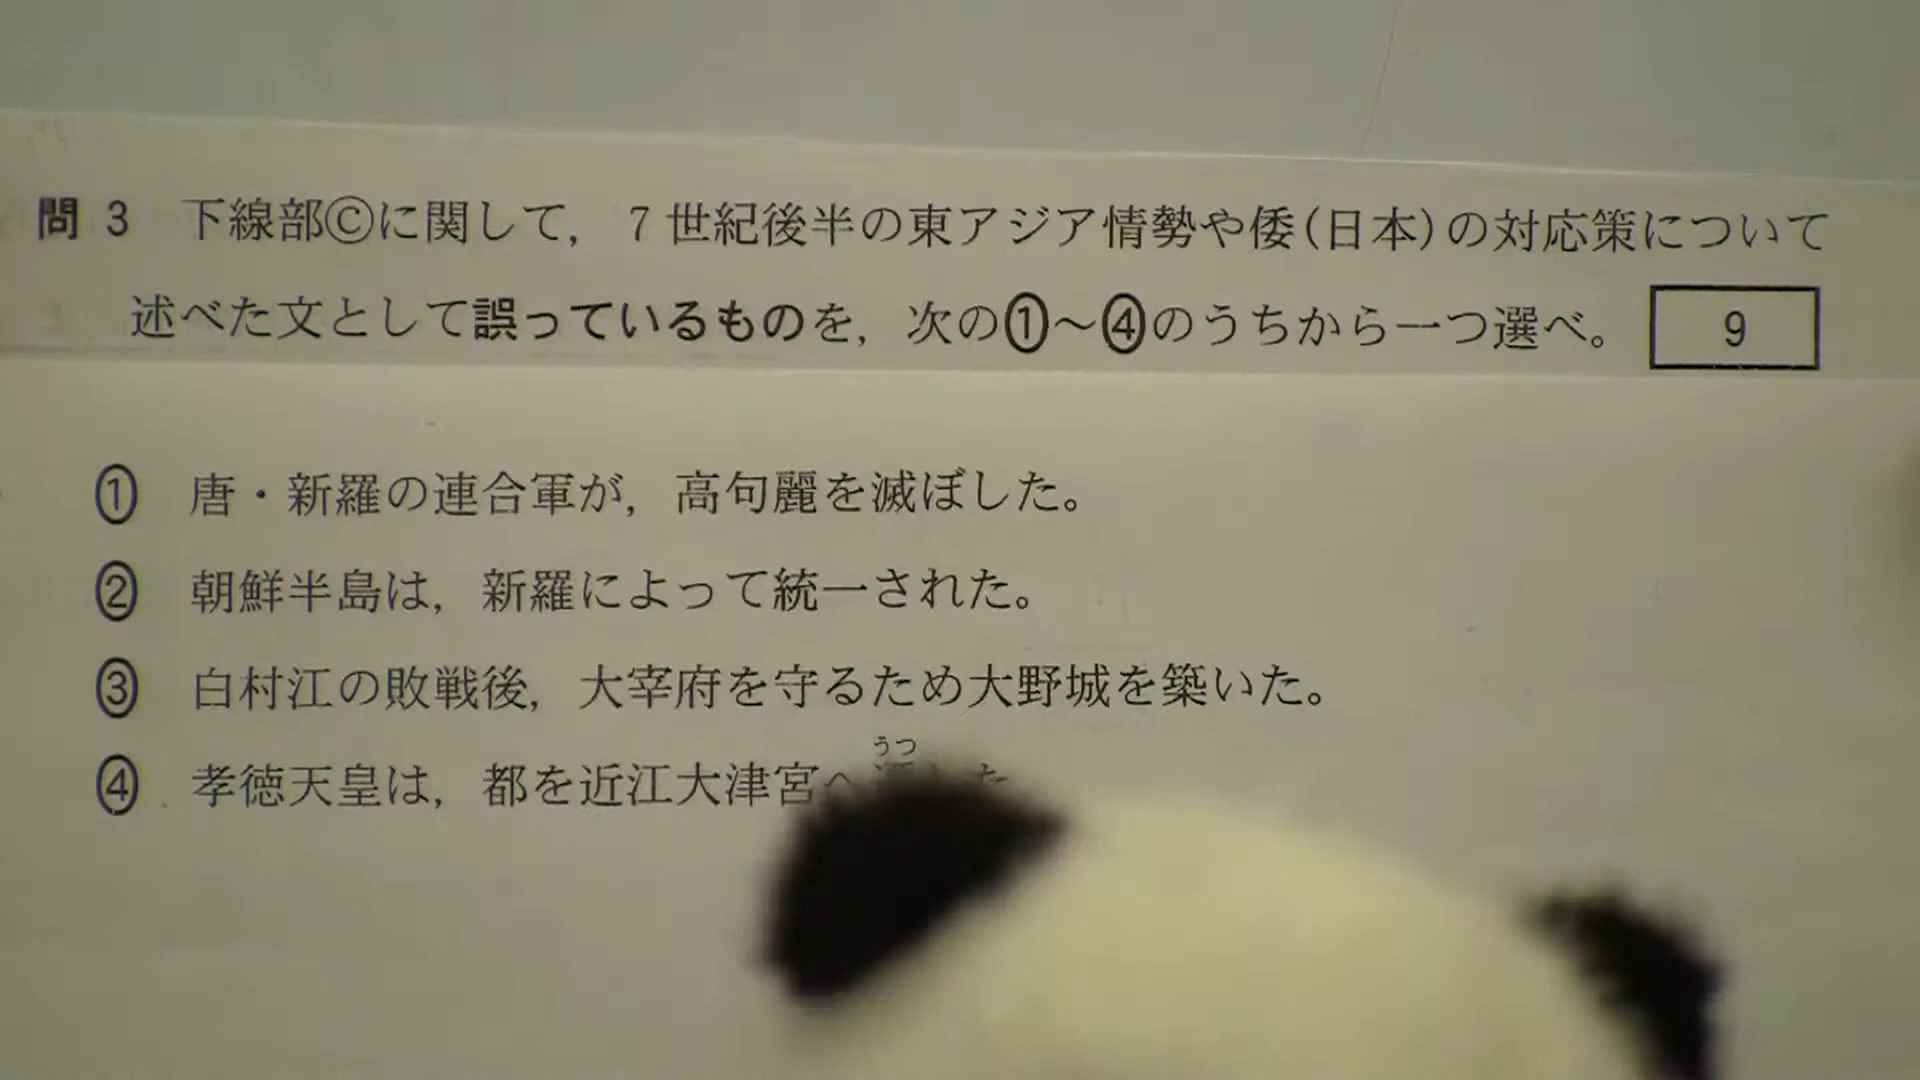 問 3 下線部Ⓒに関して，7 世紀後半の東アジア情勢や倭(日本)の対応策について
述べた文として誤っているものを，次の①～④のうちから一つ選べ。 9
① 唐・新羅の連合軍が，高句麗を滅ぼした。
② 朝鮮半島は，新羅によって統一された。
③ 白村江の敗戦後，大宰府を守るため大野城を築いた。
うつ
④ 孝徳天皇は，都を近江大津宮へ